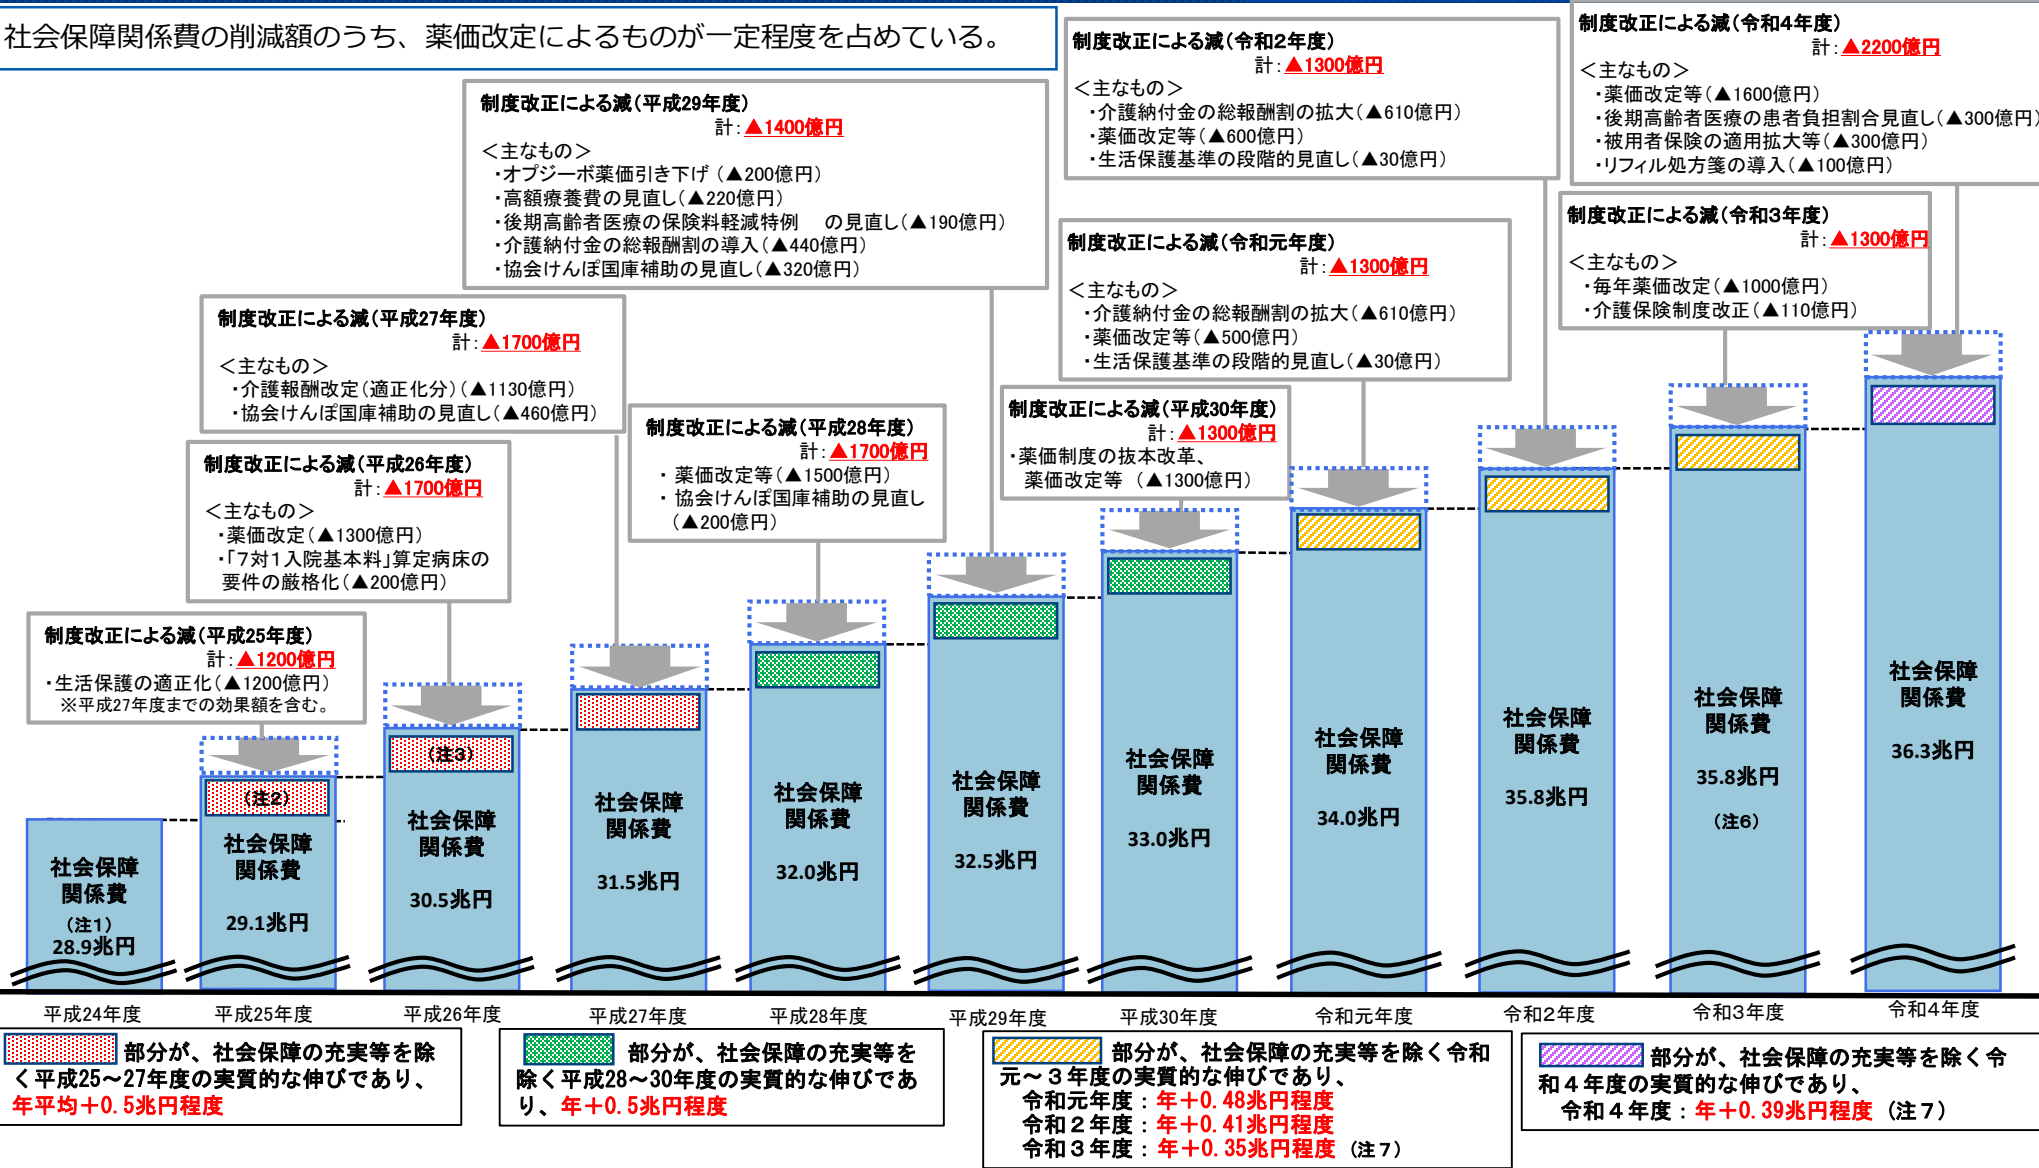 社会保障関係費の削減額のうち、薬価改定によるものが一定程度を占めている。
制度改正による減(平成25年度)
計:▲1200億円
・生活保護の適正化(▲1200億円)
※平成27年度までの効果額を含む。
制度改正による減(平成26年度)
計:▲1700億円
＜主なもの＞
・薬価改定(▲1300億円)
・「7対1入院基本料」算定病床の
要件の厳格化(▲200億円)
制度改正による減(平成27年度)
計:▲1700億円
＜主なもの＞
・介護報酬改定(適正化分)(▲1130億円)
・協会けんぽ国庫補助の見直し(▲460億円)
制度改正による減(平成28年度)
計:▲1700億円
・ 薬価改定等(▲1500億円)
・ 協会けんぽ国庫補助の見直し
(▲200億円)
制度改正による減(平成29年度)
計:▲1400億円
＜主なもの＞
・オプジーボ薬価引き下げ (▲200億円)
・高額療養費の見直し(▲220億円)
・後期高齢者医療の保険料軽減特例　の見直し(▲190億円)
・介護納付金の総報酬割の導入(▲440億円)
・協会けんぽ国庫補助の見直し(▲320億円)
制度改正による減(平成30年度)
計:▲1300億円
・薬価制度の抜本改革、
薬価改定等 (▲1300億円)
制度改正による減(令和元年度)
計:▲1300億円
＜主なもの＞
・介護納付金の総報酬割の拡大(▲610億円)
・薬価改定等(▲500億円)
・生活保護基準の段階的見直し(▲30億円)
制度改正による減(令和2年度)
計:▲1300億円
＜主なもの＞
・介護納付金の総報酬割の拡大(▲610億円)
・薬価改定等(▲600億円)
・生活保護基準の段階的見直し(▲30億円)
制度改正による減(令和3年度)
計:▲1300億円
＜主なもの＞
・毎年薬価改定(▲1000億円)
・介護保険制度改正(▲110億円)
制度改正による減(令和4年度)
計:▲2200億円
＜主なもの＞
・薬価改定等(▲1600億円)
・後期高齢者医療の患者負担割合見直し(▲300億円)
・被用者保険の適用拡大等(▲300億円)
・リフィル処方箋の導入(▲100億円)
社会保障
関係費
(注1)
28.9兆円
(注2)
社会保障
関係費
29.1兆円
(注3)
社会保障
関係費
30.5兆円
社会保障
関係費
31.5兆円
社会保障
関係費
32.0兆円
社会保障
関係費
32.5兆円
社会保障
関係費
33.0兆円
社会保障
関係費
34.0兆円
社会保障
関係費
35.8兆円
社会保障
関係費
35.8兆円
(注6)
社会保障
関係費
36.3兆円
平成24年度
平成25年度
平成26年度
平成27年度
平成28年度
平成29年度
平成30年度
令和元年度
令和2年度
令和3年度
令和4年度
部分が、社会保障の充実等を除
く平成25～27年度の実質的な伸びであり、
年平均＋0.5兆円程度
部分が、社会保障の充実等を
除く平成28～30年度の実質的な伸びであ
り、年＋0.5兆円程度
部分が、社会保障の充実等を除く令和
元～3年度の実質的な伸びであり、
令和元年度：年＋0.48兆円程度
令和2年度：年＋0.41兆円程度
令和3年度：年＋0.35兆円程度 (注7)
部分が、社会保障の充実等を除く令
和4年度の実質的な伸びであり、
令和4年度：年＋0.39兆円程度 (注7)